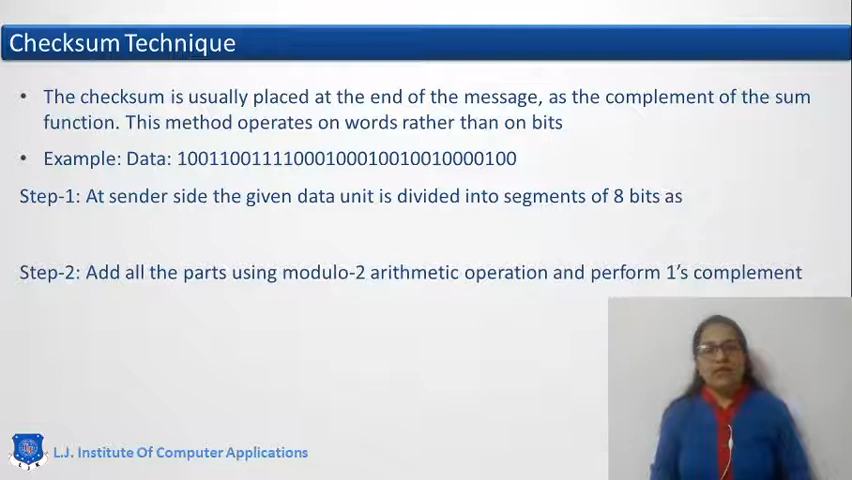 Checksum Technique
• The checksum is usually placed at the end of the message, as the complement of the sum
function. This method operates on words rather than on bits
• Example: Data: 10011001111000100010010010000100
Step-1: At sender side the given data unit is divided into segments of 8 bits as
Step-2: Add all the parts using modulo-2 arithmetic operation and perform 1's complement
L.J. Institute Of Computer Applications
L J K